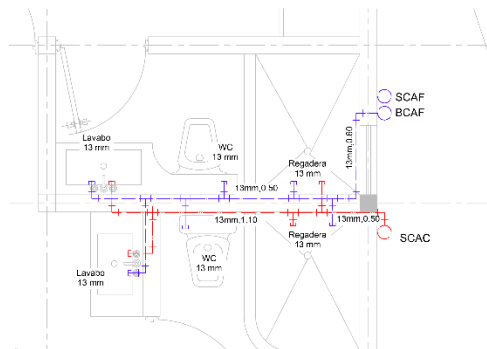 SCAF
BCAF
Lavabo
13 mm
WC
13 mm
Regadera
13 mm
13mm,0.60
13mm,0.50
13mm,1.10
13mm,0.50
Regadera
13 mm
SCAC
WC
13 mm
Lavabo
13 mm